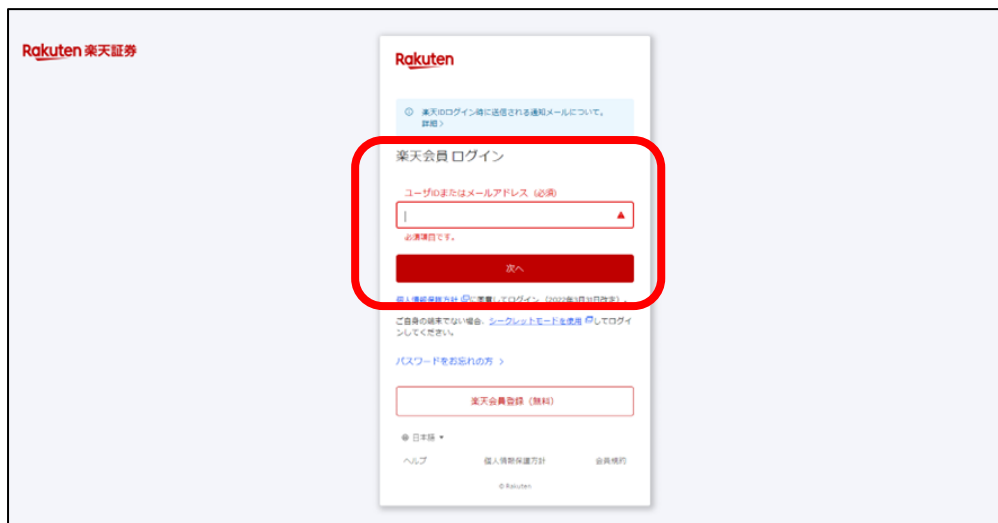 Rakuten 楽天証券
Rakuten
楽天IDログイン時に送信される通知メールについて。
詳細 >
楽天会員 ログイン
ユーザIDまたはメールアドレス (必須)
必須項目です。
次へ
個人情報保護方針 に同意してログイン (2022年3月31日改定) 。
ご自身の端末でない場合、シークレットモードを使用 してログイ
ンしてください。
パスワードをお忘れの方 >
楽天会員登録 (無料)
日本語
ヘルプ 個人情報保護方針 会員規約
© Rakuten